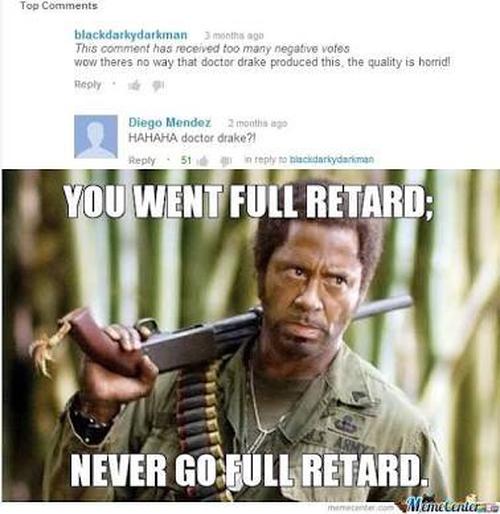 Top Comments
blackdarkydarkman 3 months ago
This comment has received too many negative votes
wow theres no way that doctor drake produced this, the quality is horrid!
Reply ·
Diego Mendez 2 months ago
HAHAHA doctor drake?!
Reply · 51 in reply to blackdarkydarkman
YOU WENT FULL RETARD;
U.S. ARMY
NEVER GO FULL RETARD.
memecenter.com MemeCenter